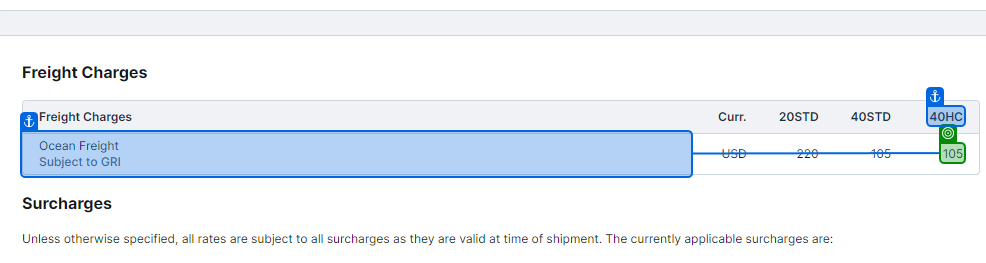 Freight Charges
Freight Charges Curr. 20STD 40STD 40HC
Ocean Freight
Subject to GRI
USD 220 105 105
Surcharges
Unless otherwise specified, all rates are subject to all surcharges as they are valid at time of shipment. The currently applicable surcharges are: